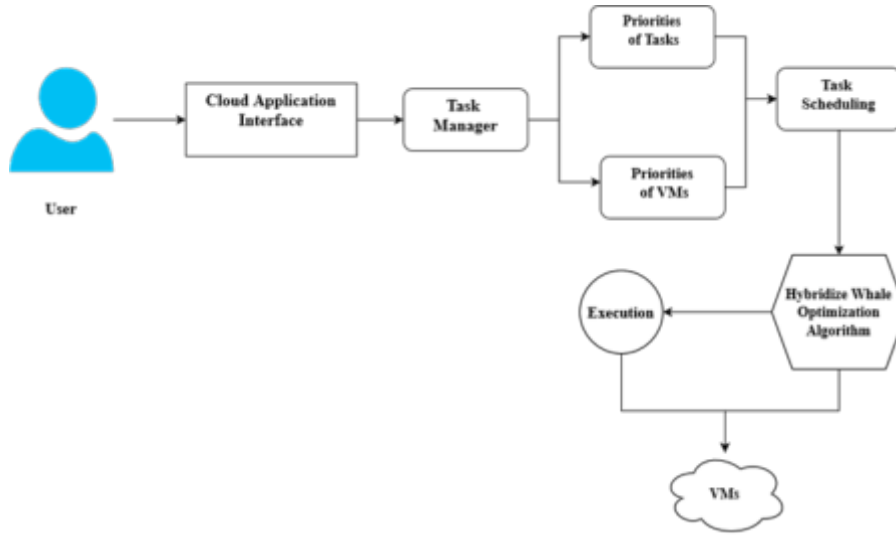 Priorities
of Tasks
Cloud Application
Interface
Task
Manager
Task
Scheduling
Priorities
of VMs
User
Execution
Hybridize Whale
Optimization
Algorithm
VMs